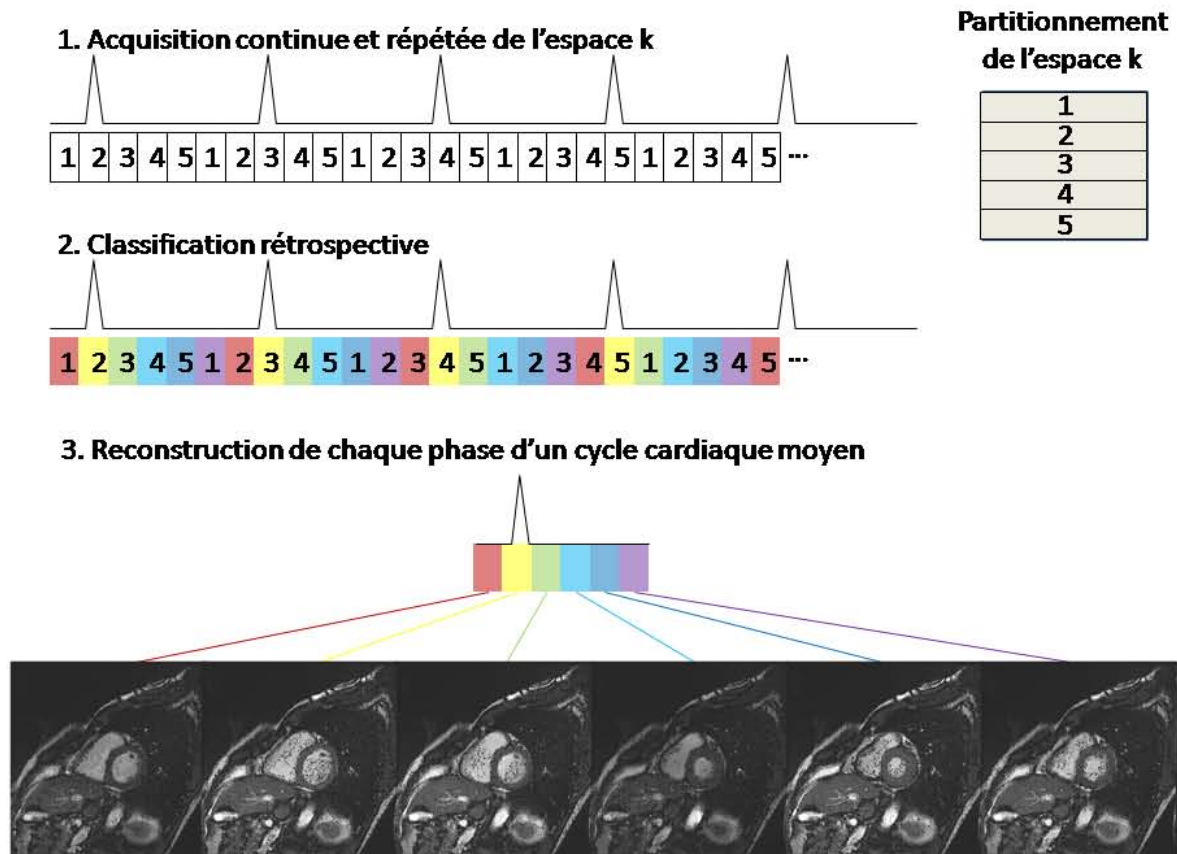 1. Acquisition continue et répétée de l'espace k
1 2 3 4 5 1 2 3 4 5 1 2 3 4 5 1 2 3 4 5 1 2 3 4 5 ...
Partitionnement
de l'espace k
1
2
3
4
5
2. Classification rétrospective
1 2 3 4 5 1 2 3 4 5 1 2 3 4 5 1 2 3 4 5 1 2 3 4 5 ...
3. Reconstruction de chaque phase d'un cycle cardiaque moyen